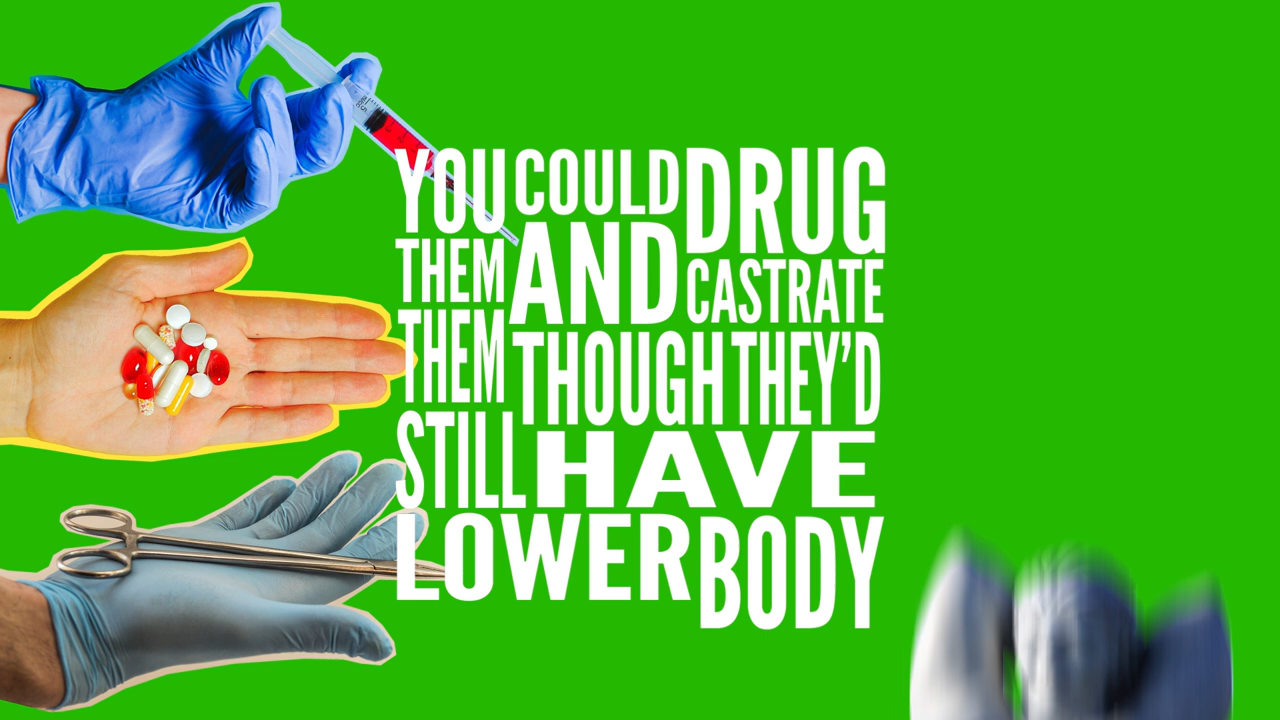 YOU COULD DRUG
THEM AND CASTRATE
THEM THOUGH THEY'D
STILL HAVE
LOWER BODY